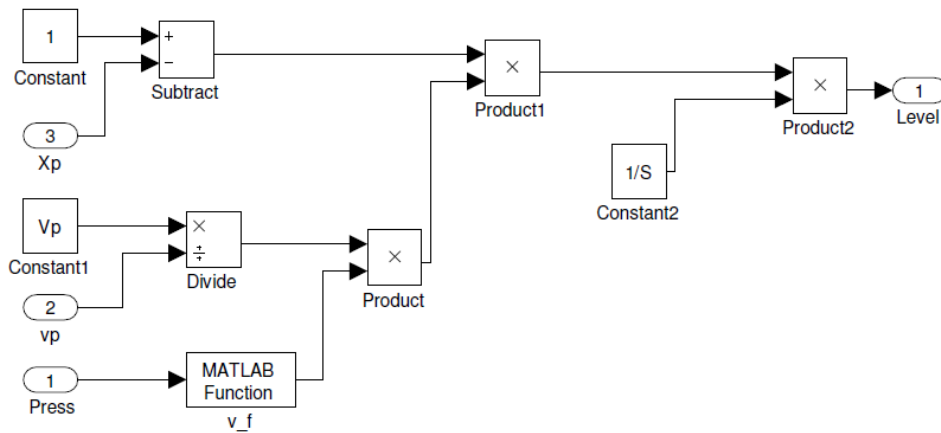 1
Constant
+
−
Subtract
3
Xp
×
Product1
×
Product2
1
Level
1/S
Constant2
Vp
Constant1
×
÷
Divide
2
vp
×
Product
1
Press
MATLAB
Function
v_f